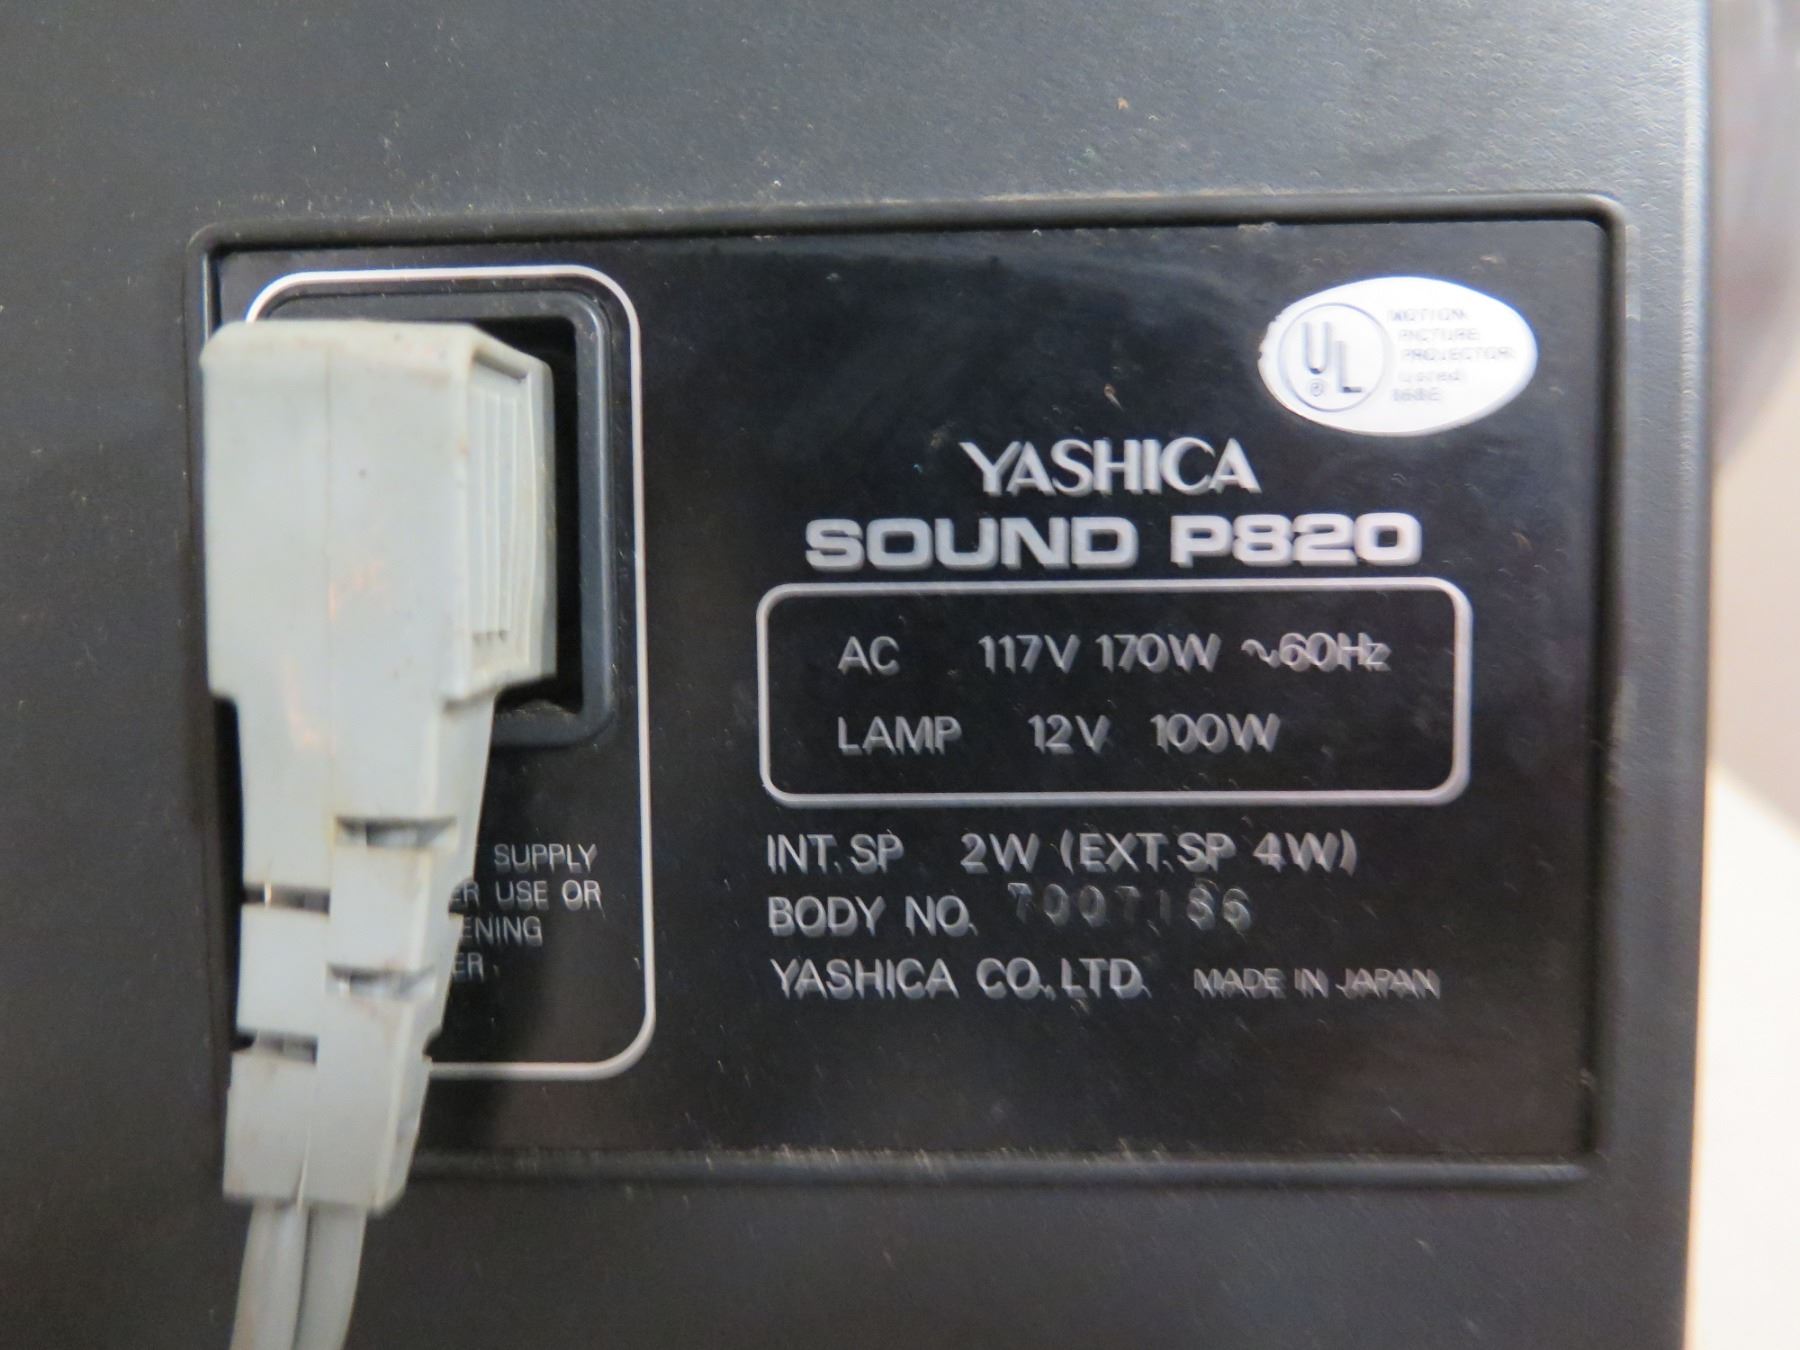 UL
®
MOTION
PICTURE
PROJECTOR
YASHICA
SOUND P820
AC 117V 170W ~60Hz
LAMP 12V 100W
INT. SP 2W (EXT. SP 4W)
BODY NO. 7007186
YASHICA CO., LTD. MADE IN JAPAN
SUPPLY
USE OR